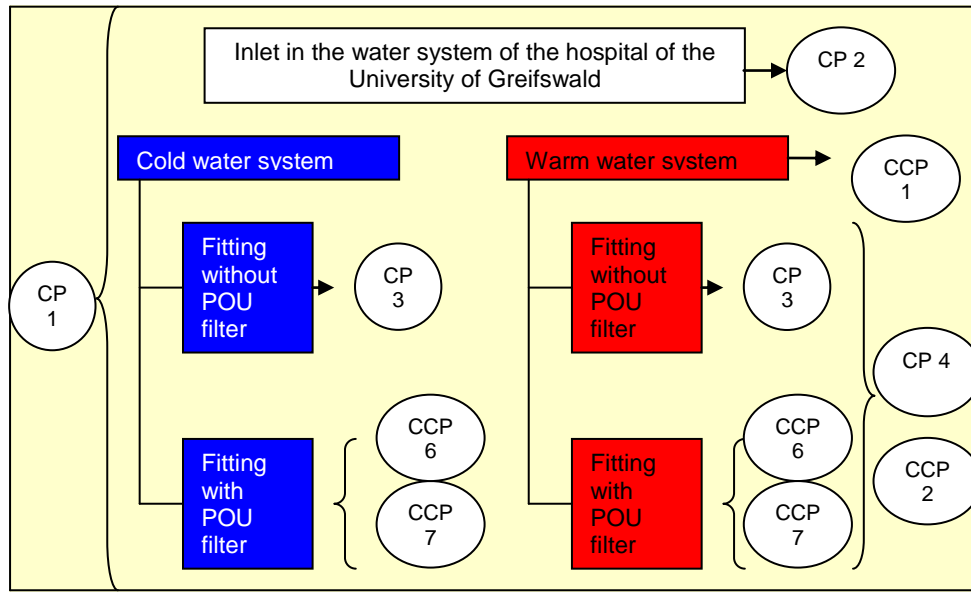 Inlet in the water system of the hospital of the
University of Greifswald
CP 2
Cold water system
Warm water system
CCP
1
Fitting
without
POU
filter
CP
3
Fitting
without
POU
filter
CP
3
CP
1
CP 4
Fitting
with
POU
filter
CCP
6
CCP
7
Fitting
with
POU
filter
CCP
6
CCP
7
CCP
2